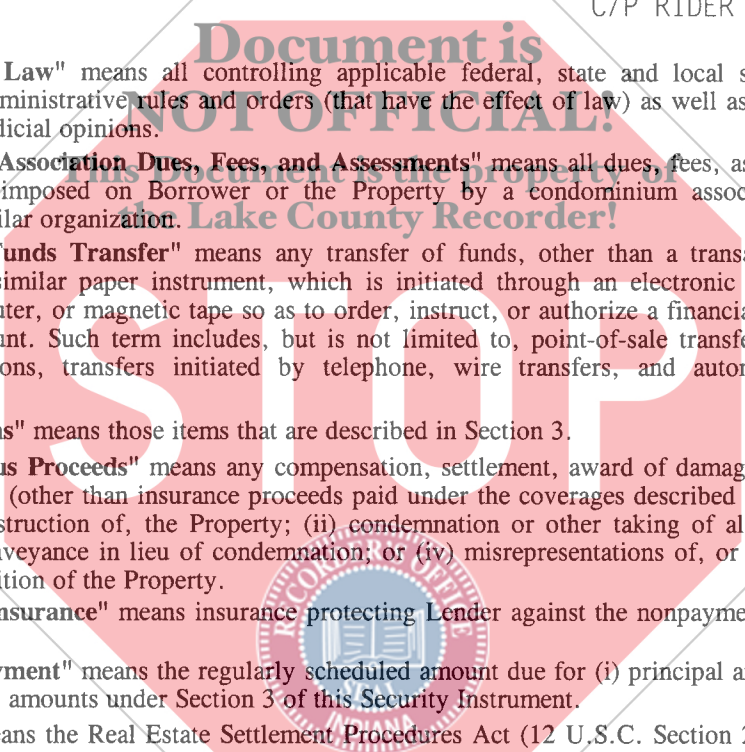 C/P RIDER
Document is
Law" means all controlling applicable federal, state and local
ministrative rules and orders (that have the effect of law) as well as
NOT OFFICIAL!
dicial opinions.
Association Dues, Fees, and Assessments" means all dues, fees,
This Document is the property of
imposed on Borrower or the Property by a condominium
ilar organization.
the Lake County Recorder!
unds Transfer" means any transfer of funds, other than a
similar paper instrument, which is initiated through an electronic
uter, or magnetic tape so as to order, instruct, or authorize a
unt. Such term includes, but is not limited to, point-of-sale
ons, transfers initiated by telephone, wire transfers, and
STOP
ns" means those items that are described in Section 3.
us Proceeds" means any compensation, settlement, award of
(other than insurance proceeds paid under the coverages described
struction of, the Property; (ii) condemnation or other taking of
veyance in lieu of condemnation; or (iv) misrepresentations of, or
ition of the Property.
RECORDER'S OFFICE
nsurance" means insurance protecting Lender against the
yment" means the regularly scheduled amount due for (i) principal
amounts under Section 3 of this Security Instrument.
SEAL
INDIANA
eans the Real Estate Settlement Procedures Act (12 U.S.C. Section